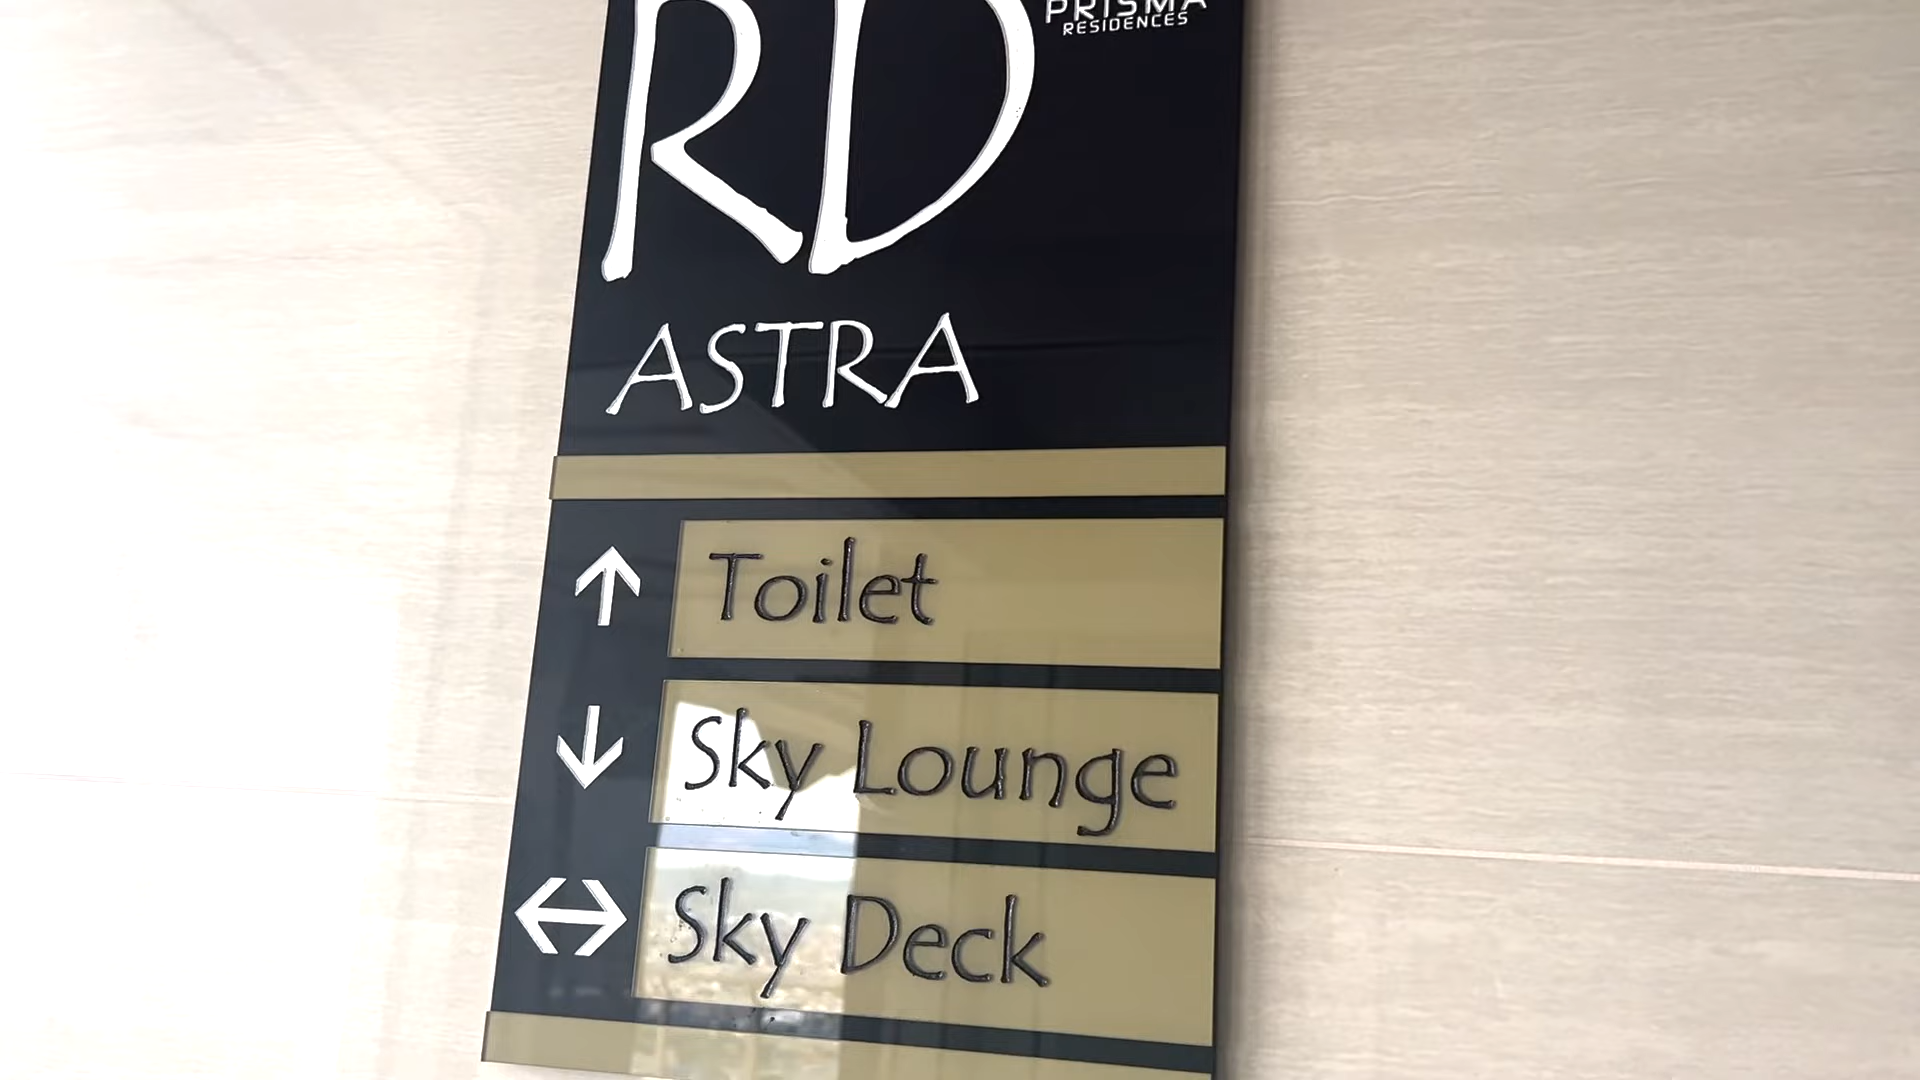 RD
PRISMA
RESIDENCES
ASTRA
Toilet
Sky Lounge
Sky Deck